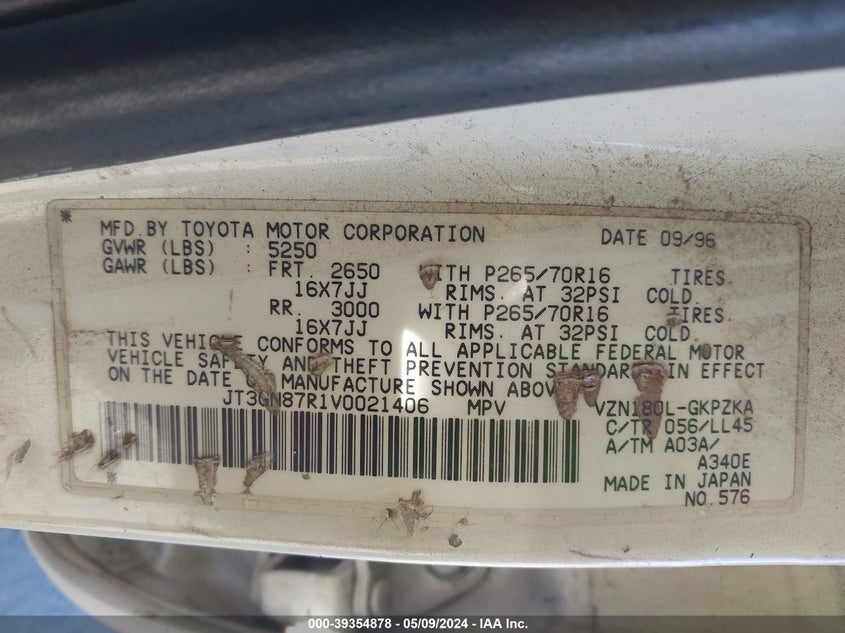 MFD.BY TOYOTA MOTOR CORPORATION DATE 09/96
GVWR (LBS) : 5250
GAWR (LBS) : FRT. 2650 WITH P265/70R16 TIRES
16X7JJ RIMS. AT 32PSI COLD.
RR. 3000 WITH P265/70R16 TIRES.
16X7JJ RIMS. AT 32PSI COLD.
THIS VEHICLE CONFORMS TO ALL APPLICABLE FEDERAL MOTOR
VEHICLE SAFETY AND THEFT PREVENTION STANDARDS IN EFFECT
ON THE DATE OF MANUFACTURE SHOWN ABOVE
JT3GN87R1V0021406 MPV VZN180L-GKPZKA
C/TR 056/LL45
A/TM A03A/
A340E
MADE IN JAPAN
NO.576
000-39354878 - 05/09/2024 - IAA Inc.